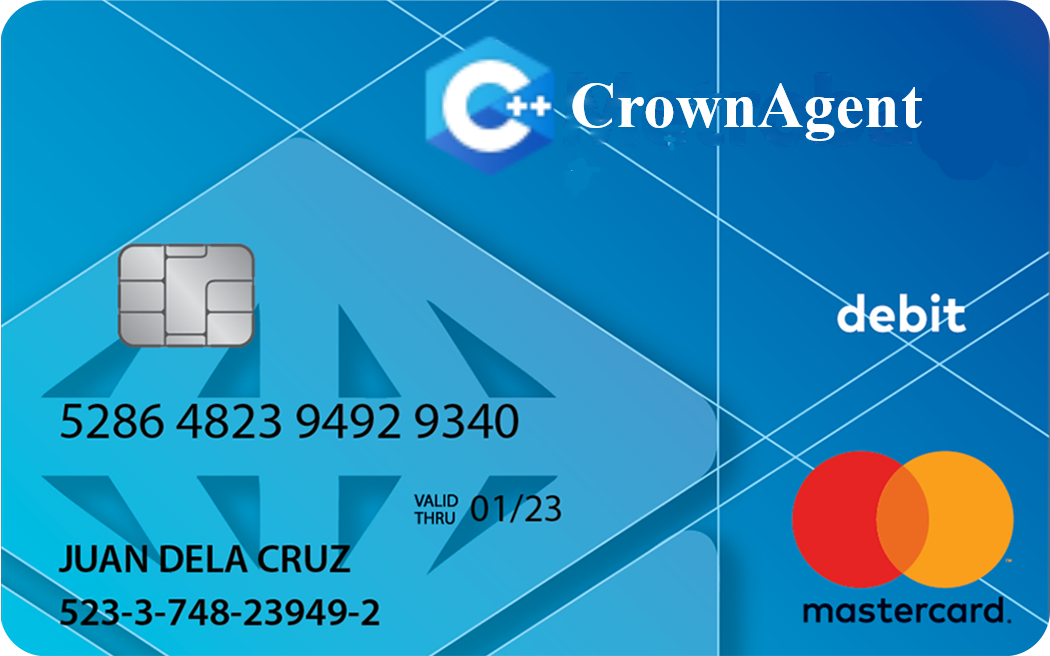 C++ CrownAgent
debit
5286 4823 9492 9340
VALID
THRU 01/23
JUAN DELA CRUZ
523-3-748-23949-2
mastercard.